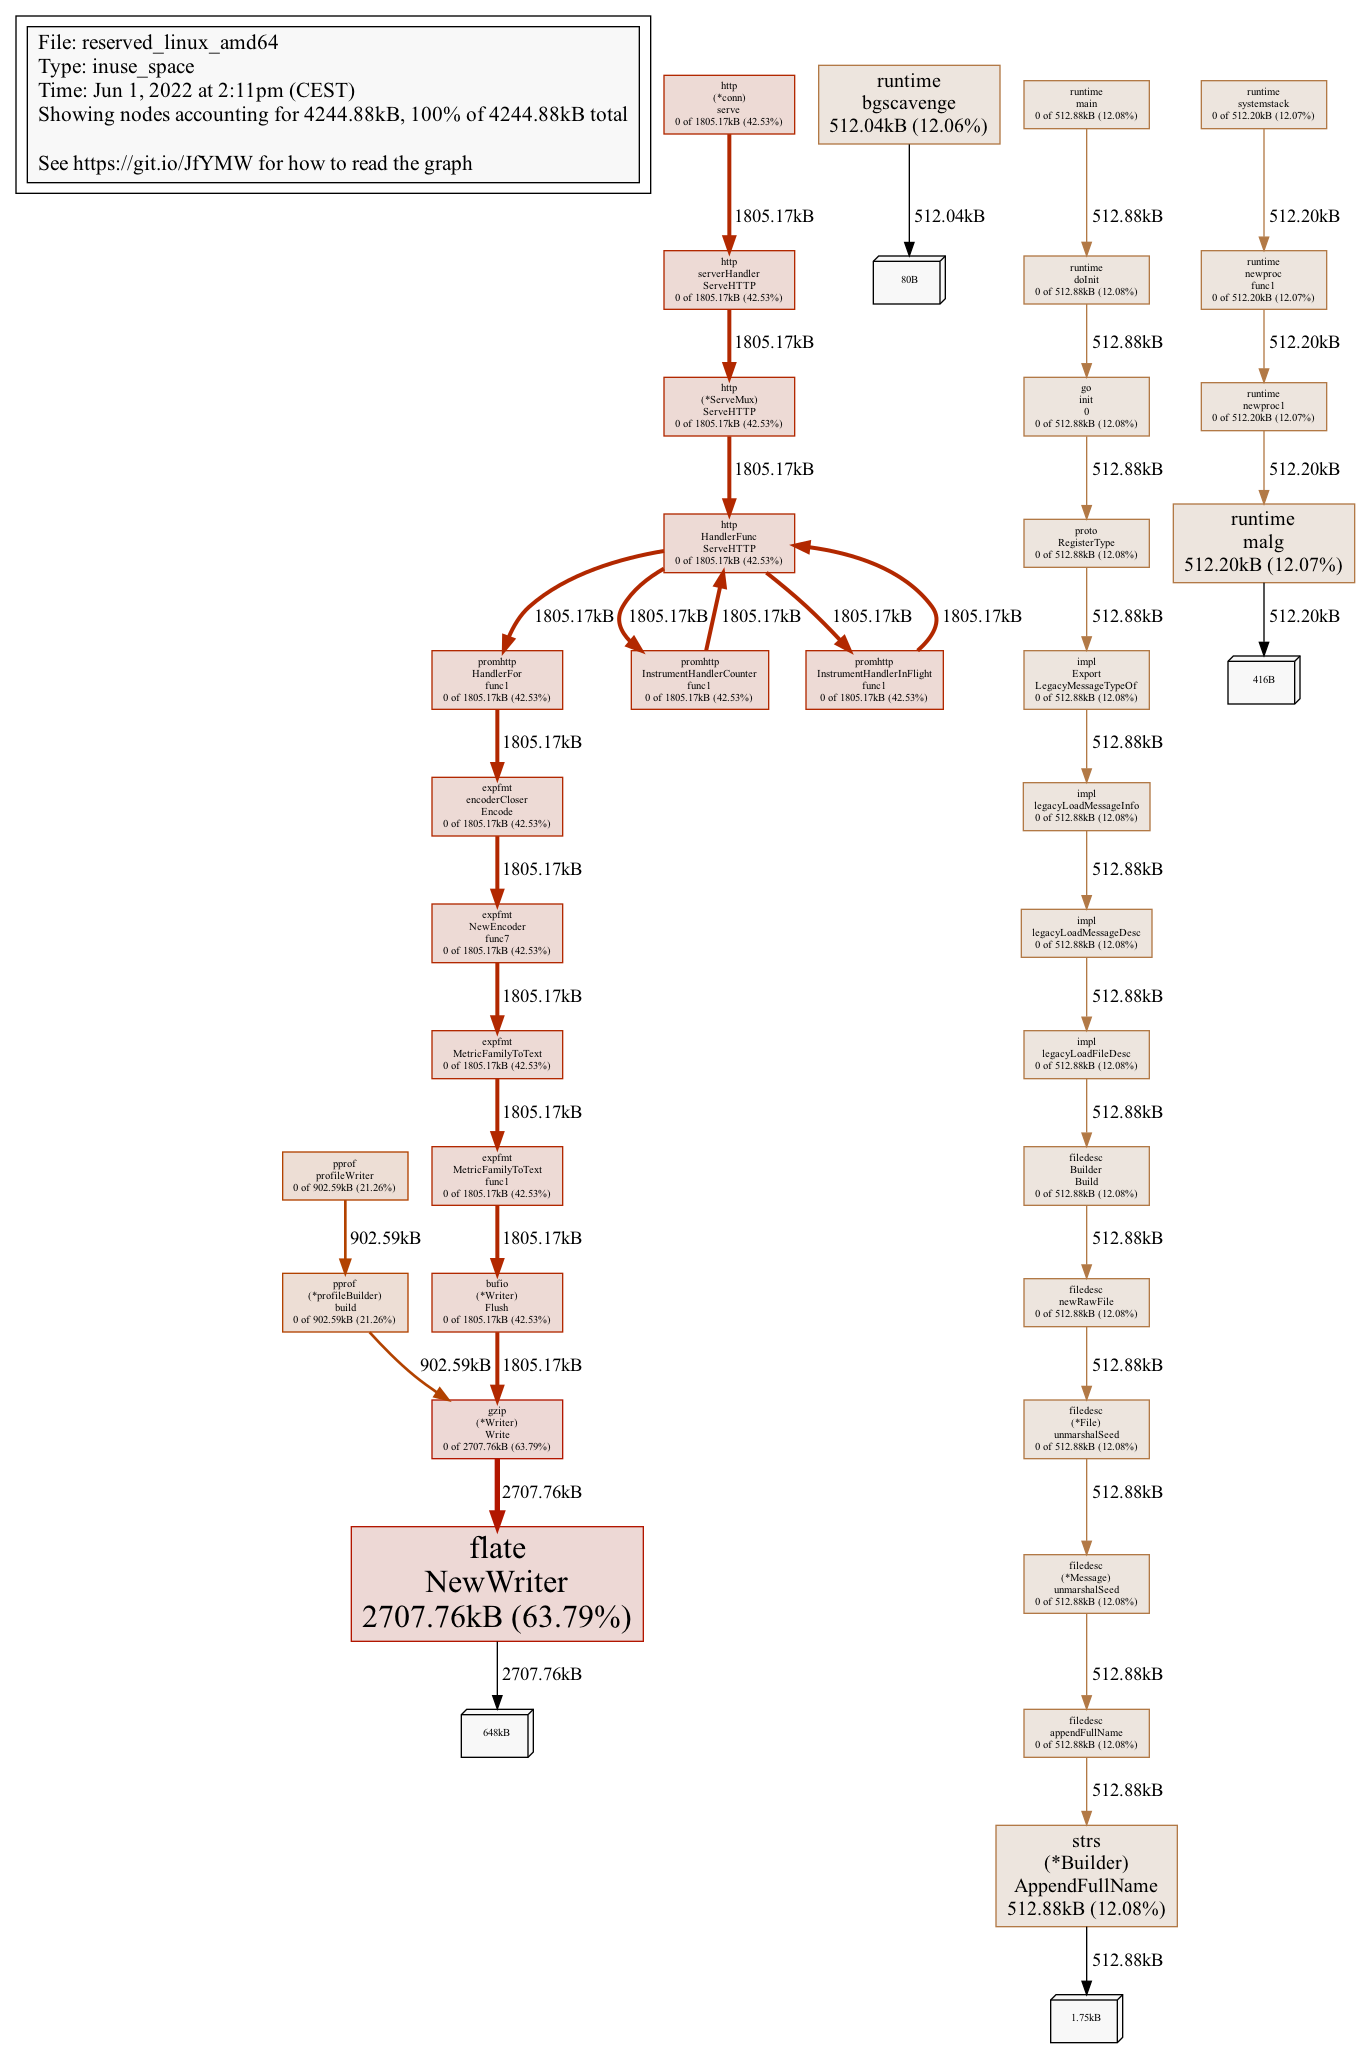 File: reserved_linux_amd64
Type: inuse_space
Time: Jun 1, 2022 at 2:11pm (CEST)
Showing nodes accounting for 4244.88kB, 100% of 4244.88kB total
See https://git.io/JfYMW for how to read the graph
http
(*conn)
serve
0 of 1805.17kB (42.53%)
1805.17kB
http
serverHandler
ServeHTTP
0 of 1805.17kB (42.53%)
1805.17kB
http
(*ServeMux)
ServeHTTP
0 of 1805.17kB (42.53%)
1805.17kB
http
HandlerFunc
ServeHTTP
0 of 1805.17kB (42.53%)
1805.17kB
1805.17kB
1805.17kB
1805.17kB
1805.17kB
promhttp
HandlerFor
func1
0 of 1805.17kB (42.53%)
promhttp
InstrumentHandlerCounter
func1
0 of 1805.17kB (42.53%)
promhttp
InstrumentHandlerInFlight
func1
0 of 1805.17kB (42.53%)
1805.17kB
expfmt
encoderCloser
Encode
0 of 1805.17kB (42.53%)
1805.17kB
expfmt
NewEncoder
func7
0 of 1805.17kB (42.53%)
1805.17kB
expfmt
MetricFamilyToText
0 of 1805.17kB (42.53%)
1805.17kB
expfmt
MetricFamilyToText
func1
0 of 1805.17kB (42.53%)
1805.17kB
bufio
(*Writer)
Flush
0 of 1805.17kB (42.53%)
1805.17kB
pprof
profileWriter
0 of 902.59kB (21.26%)
902.59kB
pprof
(*profileBuilder)
build
0 of 902.59kB (21.26%)
902.59kB
gzip
(*Writer)
Write
0 of 2707.76kB (63.79%)
2707.76kB
flate
NewWriter
2707.76kB (63.79%)
2707.76kB
648kB
runtime
bgscavenge
512.04kB (12.06%)
512.04kB
80B
runtime
main
0 of 512.88kB (12.08%)
512.88kB
runtime
doInit
0 of 512.88kB (12.08%)
512.88kB
go
init
0
0 of 512.88kB (12.08%)
512.88kB
proto
RegisterType
0 of 512.88kB (12.08%)
512.88kB
impl
Export
LegacyMessageTypeOf
0 of 512.88kB (12.08%)
512.88kB
impl
legacyLoadMessageInfo
0 of 512.88kB (12.08%)
512.88kB
impl
legacyLoadMessageDesc
0 of 512.88kB (12.08%)
512.88kB
impl
legacyLoadFileDesc
0 of 512.88kB (12.08%)
512.88kB
filedesc
Builder
Build
0 of 512.88kB (12.08%)
512.88kB
filedesc
newRawFile
0 of 512.88kB (12.08%)
512.88kB
filedesc
(*File)
unmarshalSeed
0 of 512.88kB (12.08%)
512.88kB
filedesc
(*Message)
unmarshalSeed
0 of 512.88kB (12.08%)
512.88kB
filedesc
appendFullName
0 of 512.88kB (12.08%)
512.88kB
strs
(*Builder)
AppendFullName
512.88kB (12.08%)
512.88kB
1.75kB
runtime
systemstack
0 of 512.20kB (12.07%)
512.20kB
runtime
newproc
func1
0 of 512.20kB (12.07%)
512.20kB
runtime
newproc1
0 of 512.20kB (12.07%)
512.20kB
runtime
malg
512.20kB (12.07%)
512.20kB
416B